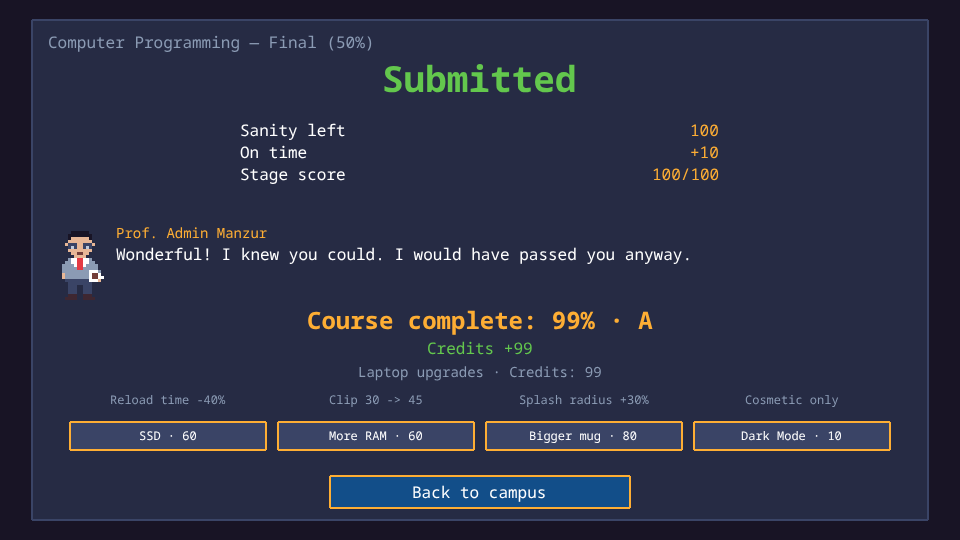 Computer Programming — Final (50%)
Submitted
Sanity left 100
On time +10
Stage score 100/100
Prof. Admin Manzur
Wonderful! I knew you could. I would have passed you anyway.
Course complete: 99% · A
Credits +99
Laptop upgrades · Credits: 99
Reload time -40% Clip 30 -> 45 Splash radius +30% Cosmetic only
SSD · 60 More RAM · 60 Bigger mug · 80 Dark Mode · 10
Back to campus